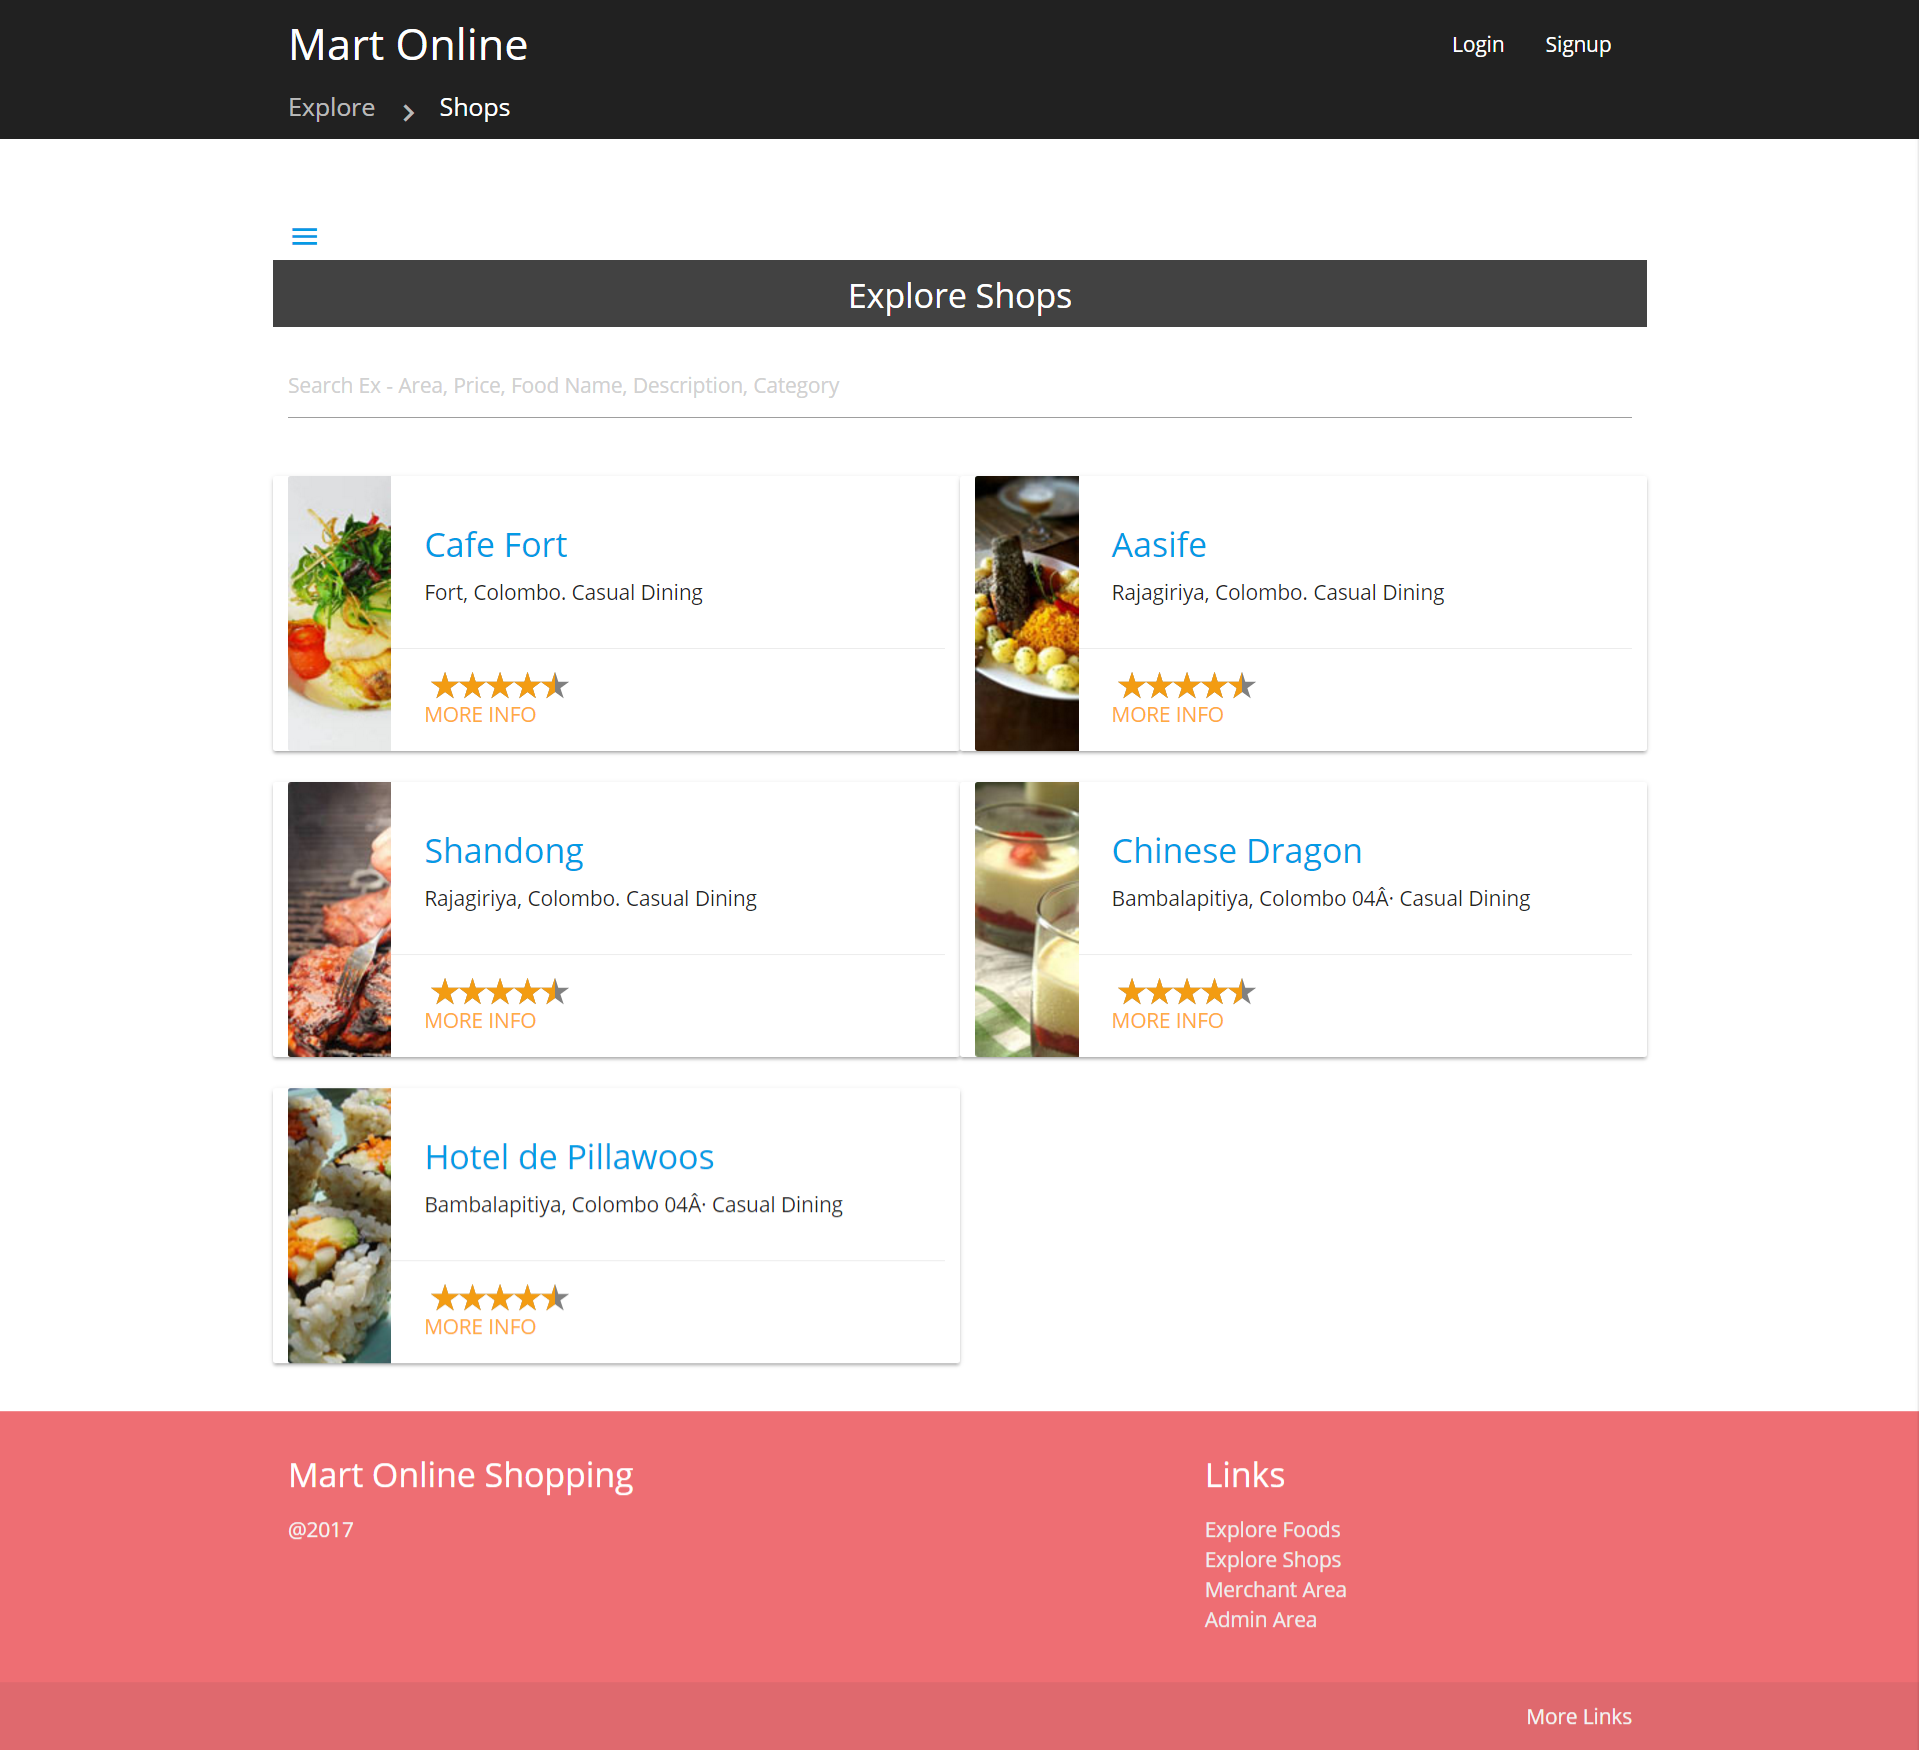 Mart Online
Login
Signup
Explore
Shops
Explore Shops
Search Ex - Area, Price, Food Name, Description, Category
Cafe Fort
Fort, Colombo. Casual Dining
MORE INFO
Aasife
Rajagiriya, Colombo. Casual Dining
MORE INFO
Shandong
Rajagiriya, Colombo. Casual Dining
MORE INFO
Chinese Dragon
Bambalapitiya, Colombo 04Â· Casual Dining
MORE INFO
Hotel de Pillawoos
Bambalapitiya, Colombo 04Â· Casual Dining
MORE INFO
Mart Online Shopping
@2017
Links
Explore Foods
Explore Shops
Merchant Area
Admin Area
More Links